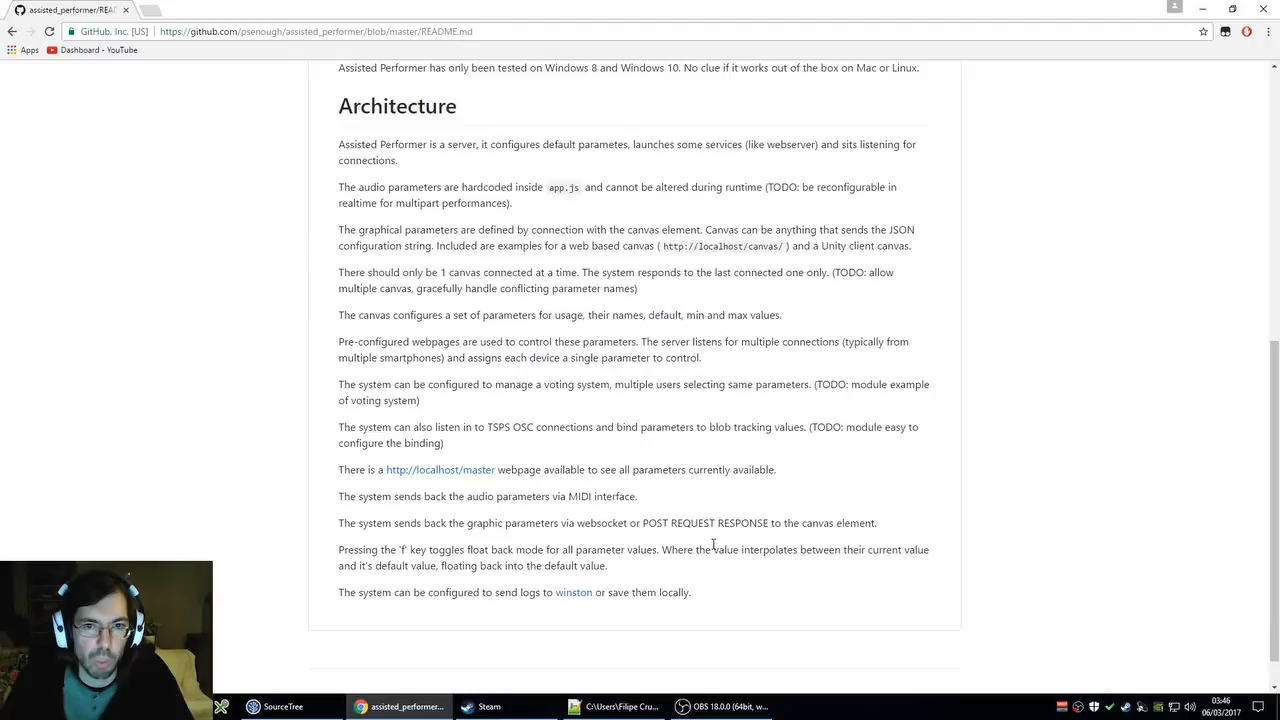 assisted_performer/REA
GitHub, Inc. [US]
https://github.com/psenough/assisted_performer/blob/master/README.md
Apps
Dashboard - YouTube
Assisted Performer has only been tested on Windows 8 and Windows 10. No clue if it works out of the box on Mac or Linux.
Architecture
Assisted Performer is a server, it configures default parametes, launches some services (like webserver) and sits listening for
connections.
The audio parameters are hardcoded inside app.js and cannot be altered during runtime (TODO: be reconfigurable in
realtime for multipart performances).
The graphical parameters are defined by connection with the canvas element. Canvas can be anything that sends the JSON
configuration string. Included are examples for a web based canvas ( http://localhost/canvas/ ) and a Unity client canvas.
There should only be 1 canvas connected at a time. The system responds to the last connected one only. (TODO: allow
multiple canvas, gracefully handle conflicting parameter names)
The canvas configures a set of parameters for usage, their names, default, min and max values.
Pre-configured webpages are used to control these parameters. The server listens for multiple connections (typically from
multiple smartphones) and assigns each device a single parameter to control.
The system can be configured to manage a voting system, multiple users selecting same parameters. (TODO: module example
of voting system)
The system can also listen in to TSPS OSC connections and bind parameters to blob tracking values. (TODO: module easy to
configure the binding)
There is a http://localhost/master webpage available to see all parameters currently available.
The system sends back the audio parameters via MIDI interface.
The system sends back the graphic parameters via websocket or POST REQUEST RESPONSE to the canvas element.
Pressing the 'f' key toggles float back mode for all parameter values. Where the value interpolates between their current value
and it's default value, floating back into the default value.
The system can be configured to send logs to winston or save them locally.
SourceTree
assisted_performer...
Steam
C:\Users\Filipe Cru...
OBS 18.0.0 (64bit, w...
03:46
06/03/2017